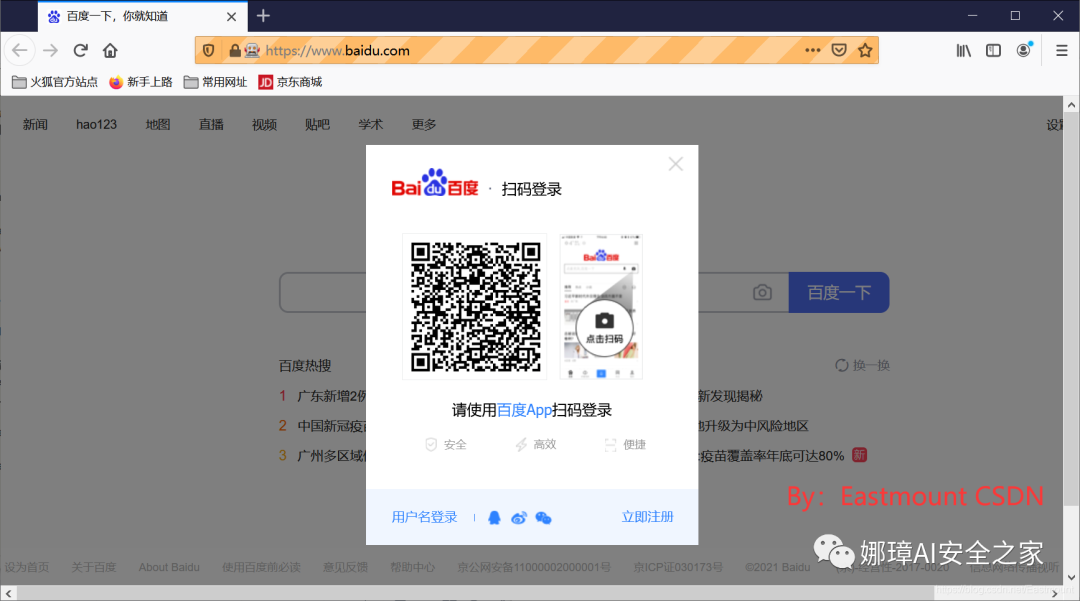 百度一下，你就知道
https://www.baidu.com
火狐官方站点 新手上路 常用网址 JD 京东商城
新闻 hao123 地图 直播 视频 贴吧 学术 更多
Bai du 百度 · 扫码登录
Bai du 百度
点击扫码
百度一下
百度热搜 换一换
1 广东新增2例
新发现揭秘
2 中国新冠疫
地升级为中风险地区
3 广州多区域
疫苗覆盖率年底可达80% 新
请使用百度App扫码登录
安全 高效 便捷
用户名登录 立即注册
By：Eastmount CSDN
娜璋AI安全之家
设为首页 关于百度 About Baidu 使用百度前必读 意见反馈 帮助中心 京公网安备11000002000001号 京ICP证030173号 ©2021 Baidu